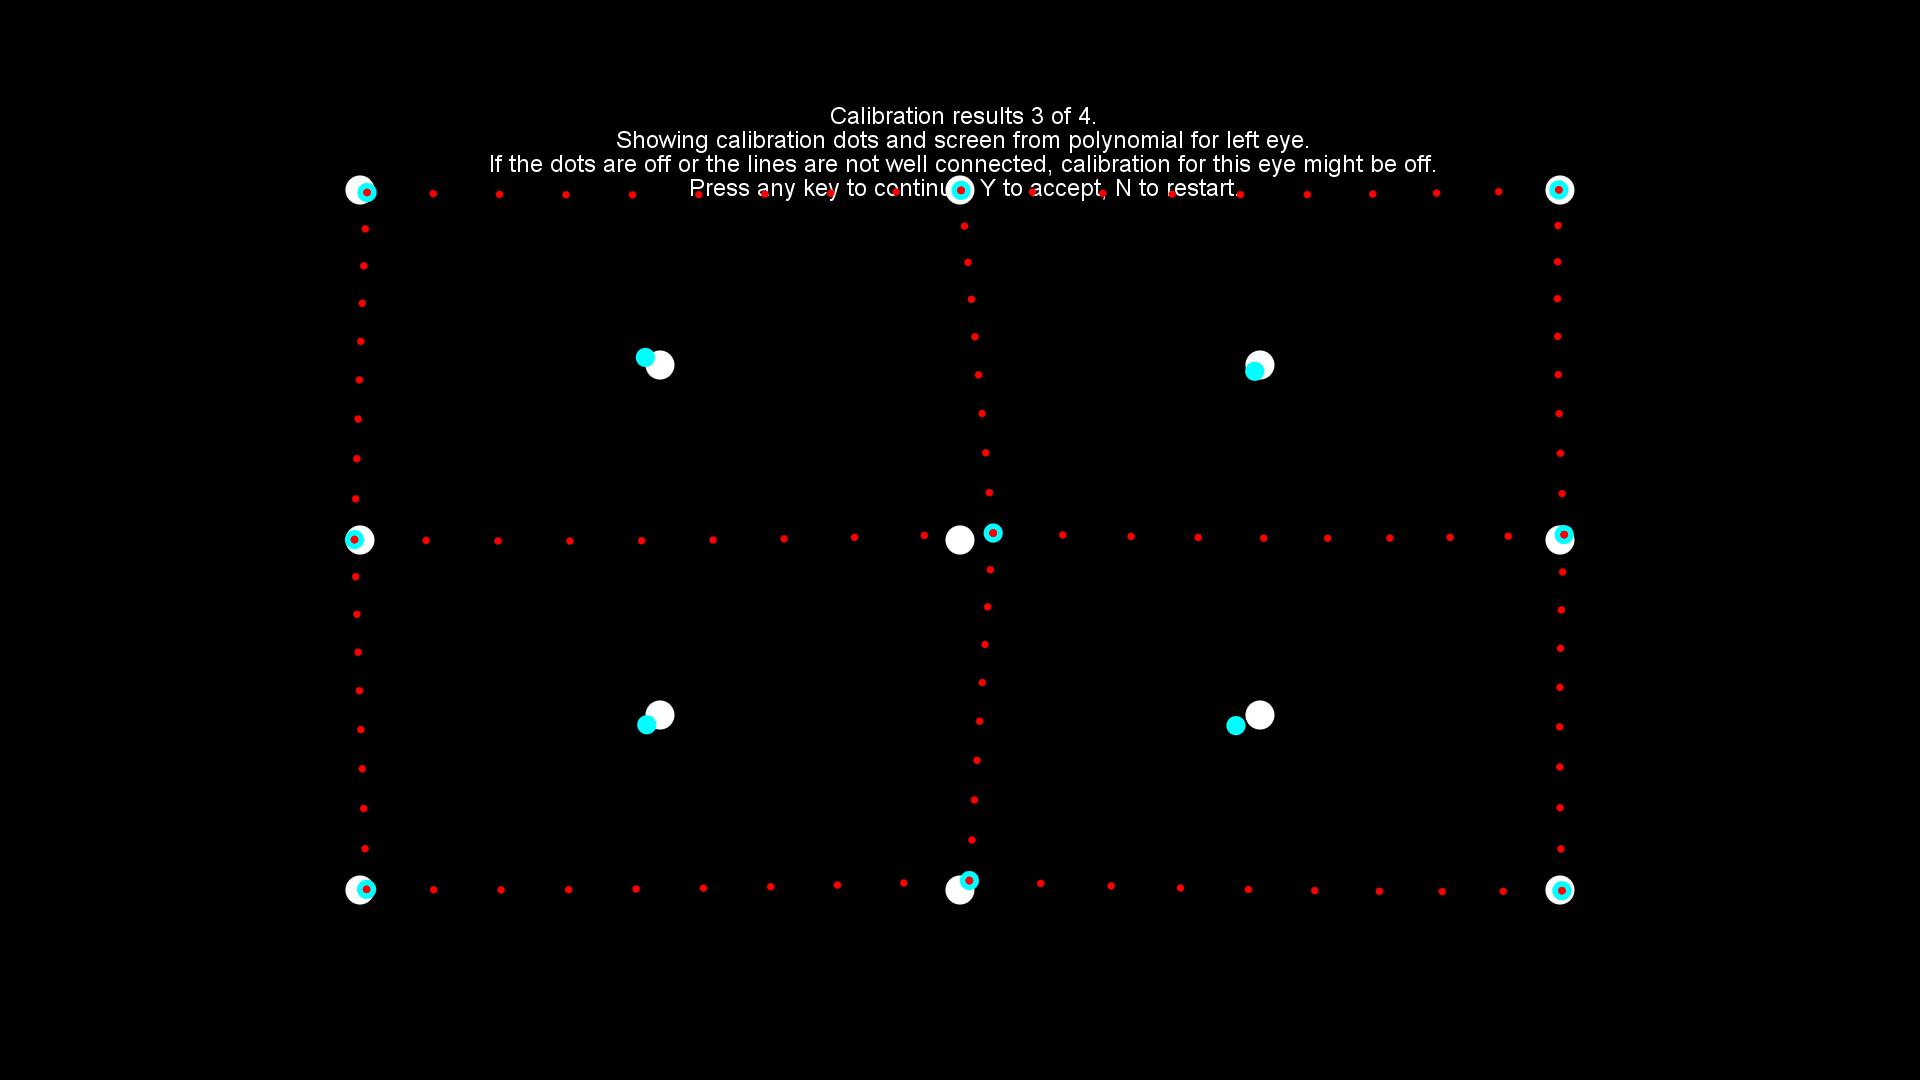 Calibration results 3 of 4.
Showing calibration dots and screen from polynomial for left eye.
If the dots are off or the lines are not well connected, calibration for this eye might be off.
Press any key to continue, Y to accept, N to restart.